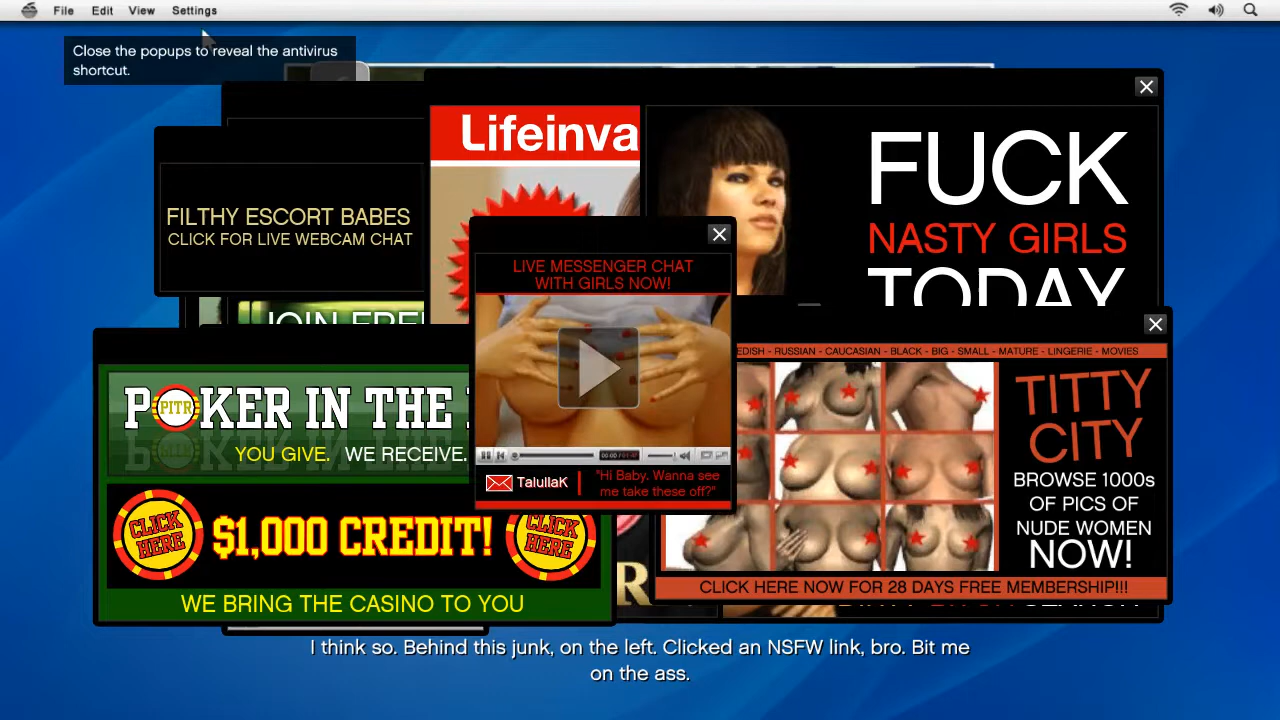 File Edit View Settings
Close the popups to reveal the antivirus
shortcut.
Lifeinva
FUCK
NASTY GIRLS
TODAY
FILTHY ESCORT BABES
CLICK FOR LIVE WEBCAM CHAT
LIVE MESSENGER CHAT
WITH GIRLS NOW!
JOIN FREE
EDISH - RUSSIAN - CAUCASIAN - BLACK - BIG - SMALL - MATURE - LINGERIE - MOVIES
POKER IN THE
PITR
YOU GIVE. WE RECEIVE.
TITTY
CITY
BROWSE 1000s
OF PICS OF
NUDE WOMEN
NOW!
TalullaK
"Hi Baby. Wanna see
me take these off?"
CLICK
HERE
$1,000 CREDIT!
CLICK
HERE
WE BRING THE CASINO TO YOU
CLICK HERE NOW FOR 28 DAYS FREE MEMBERSHIP!!!
I think so. Behind this junk, on the left. Clicked an NSFW link, bro. Bit me
on the ass.